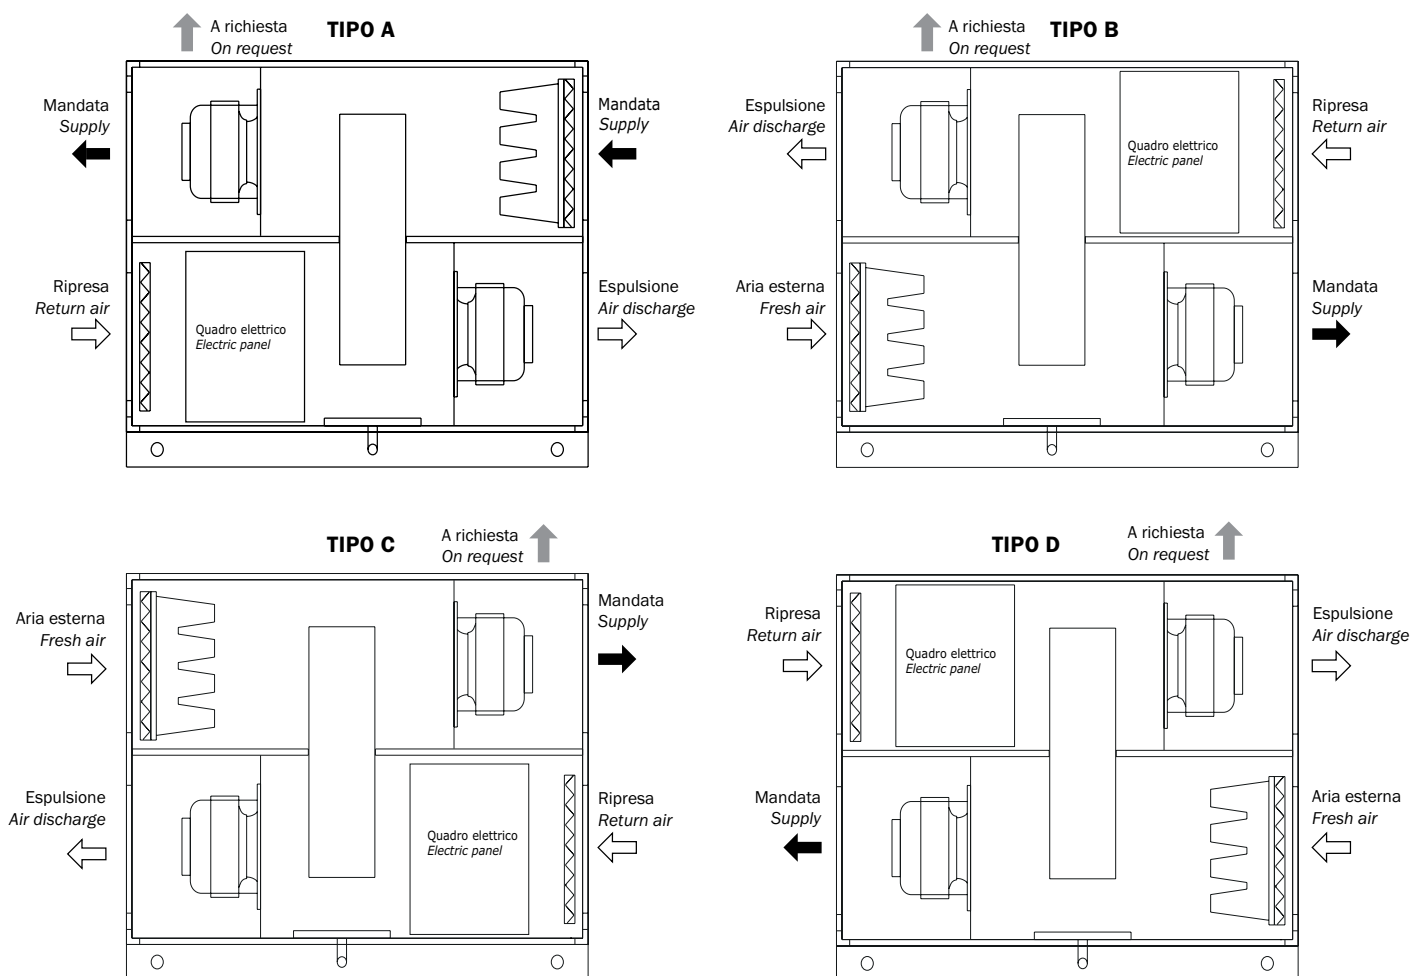 A richiesta
On request
TIPO A
Mandata
Supply
Mandata
Supply
Ripresa
Return air
Quadro elettrico
Electric panel
Espulsione
Air discharge
A richiesta
On request
TIPO B
Espulsione
Air discharge
Quadro elettrico
Electric panel
Ripresa
Return air
Aria esterna
Fresh air
Mandata
Supply
TIPO C
A richiesta
On request
Aria esterna
Fresh air
Mandata
Supply
Espulsione
Air discharge
Quadro elettrico
Electric panel
Ripresa
Return air
TIPO D
A richiesta
On request
Ripresa
Return air
Quadro elettrico
Electric panel
Espulsione
Air discharge
Mandata
Supply
Aria esterna
Fresh air